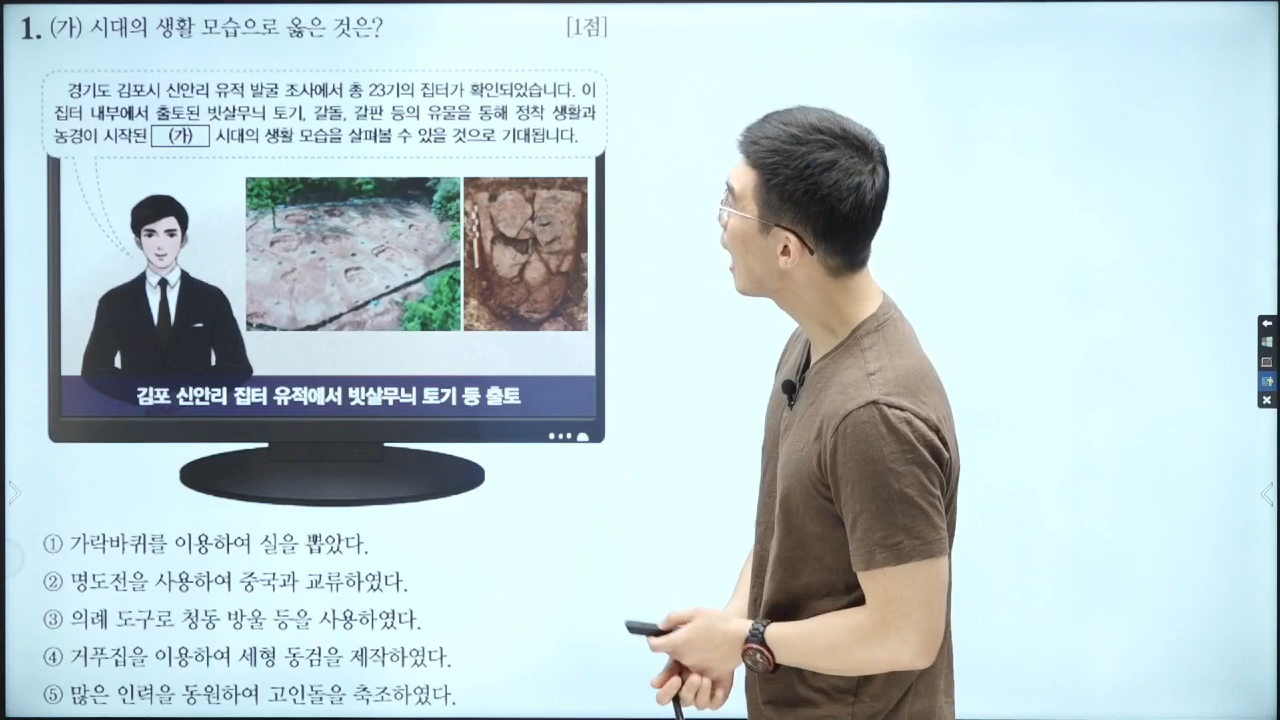 1. (가) 시대의 생활 모습으로 옳은 것은? [1점]
경기도 김포시 신안리 유적 발굴 조사에서 총 23기의 집터가 확인되었습니다. 이
집터 내부에서 출토된 빗살무늬 토기, 갈돌, 갈판 등의 유물을 통해 정착 생활과
농경이 시작된 (가) 시대의 생활 모습을 살펴볼 수 있을 것으로 기대됩니다.
김포 신안리 집터 유적에서 빗살무늬 토기 등 출토
① 가락바퀴를 이용하여 실을 뽑았다.
② 명도전을 사용하여 중국과 교류하였다.
③ 의례 도구로 청동 방울 등을 사용하였다.
④ 거푸집을 이용하여 세형 동검을 제작하였다.
⑤ 많은 인력을 동원하여 고인돌을 축조하였다.